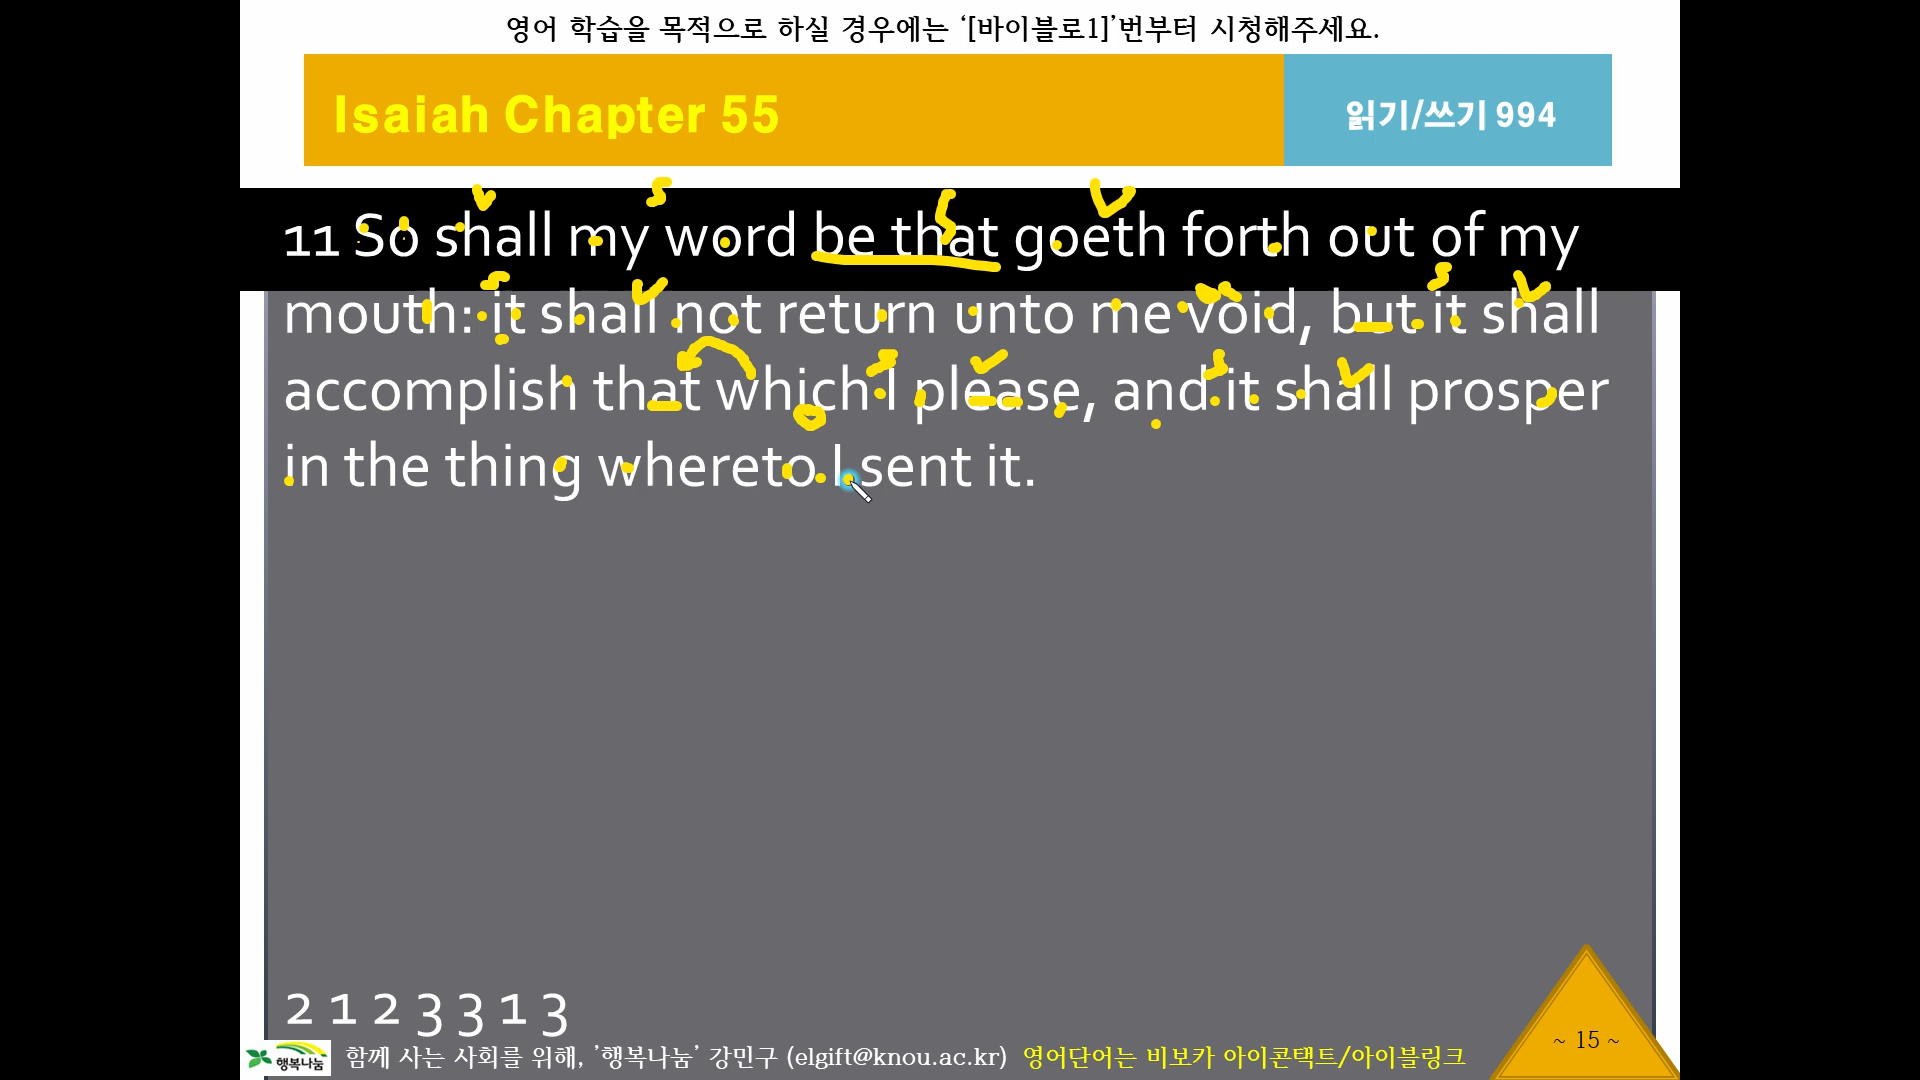 영어 학습을 목적으로 하실 경우에는 ‘[바이블로1]’번부터 시청해주세요.
Isaiah Chapter 55
읽기/쓰기 994
11 So shall my word be that goeth forth out of my
mouth: it shall not return unto me void, but it shall
accomplish that which I please, and it shall prosper
in the thing whereto I sent it.
2 1 2 3 3 1 3
행복나눔 함께 사는 사회를 위해, ’행복나눔’ 강민구 (elgift@knou.ac.kr) 영어단어는 비보카 아이콘택트/아이블링크
~ 15 ~